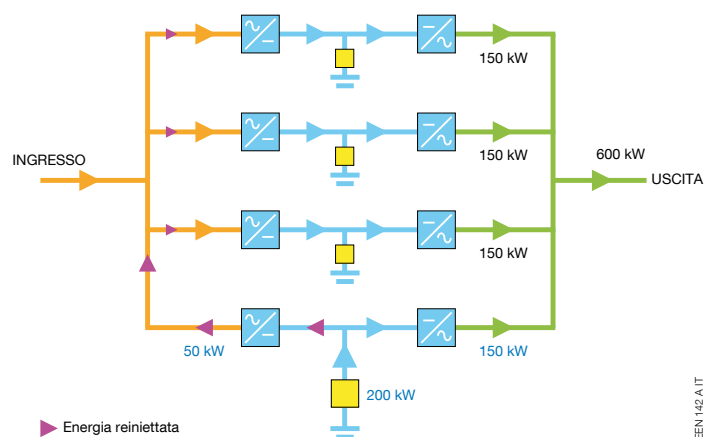 150 kW
INGRESSO
150 kW
600 kW
USCITA
150 kW
50 kW
150 kW
200 kW
Energia reiniettata
EEN 142 A IT